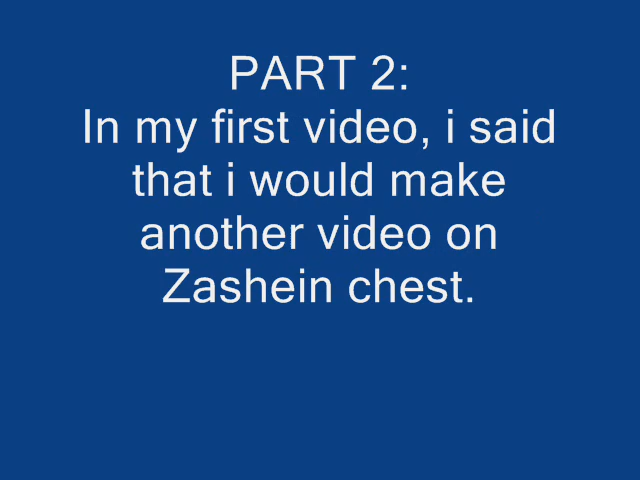 PART 2:
In my first video, i said
that i would make
another video on
Zashein chest.